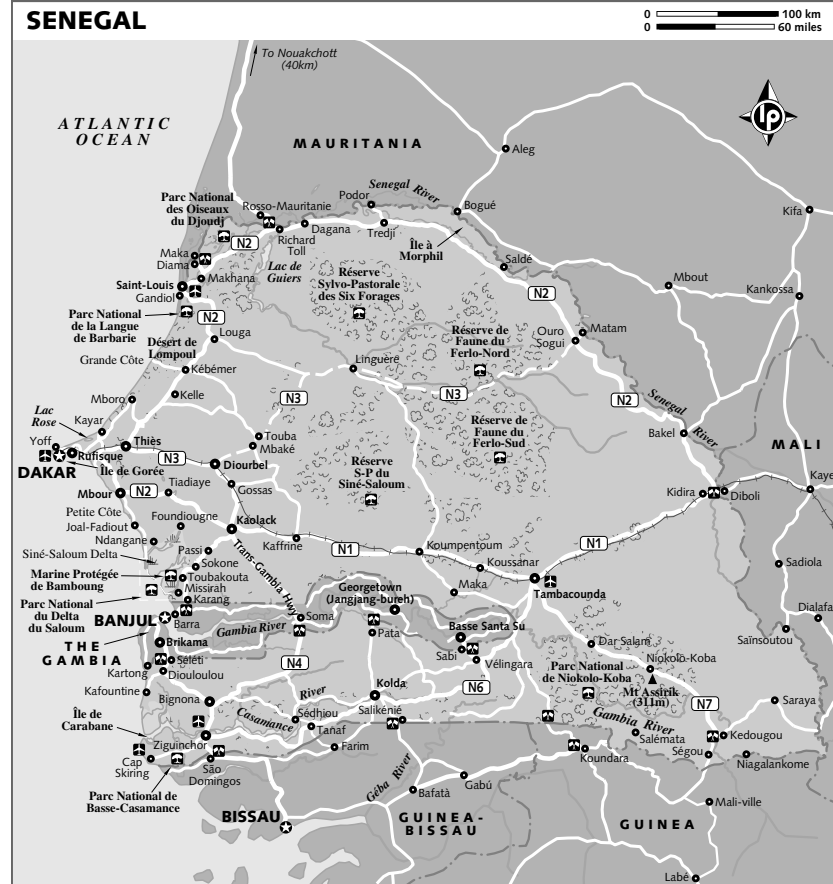 SENEGAL
0 100 km
0 60 miles
To Nouakchott
(40km)
ATLANTIC
OCEAN
MAURITANIA
lp
Aleg
Senegal River
Podor
Parc National
des Oiseaux
du Djoudj
Rosso-Mauritanie
Bogué
Kifa
Dagana
Tredji
Richard
Toll
N2
Île à
Morphil
Maka
Diama
Lac de
Guiers
Saldé
Makhana
Réserve
Sylvo-Pastorale
des Six Forages
Mbout
Kankossa
Saint-Louis
Gandiol
N2
Parc National
de la Langue
de Barbarie
N2
Réserve de
Faune du
Ferlo-Nord
Ouro
Sogui
Matam
Louga
Désert de
Lompoul
Grande Côte
Linguère
Kébémer
Kelle
N3
N3
N2
Senegal
River
Mboro
Lac
Rose
Kayar
Réserve de
Faune du
Ferlo-Sud
Touba
Mbaké
Bakel
MALI
Yoff
Thiès
Rufisque
DAKAR
Île de Gorée
N3
Diourbel
Réserve
S-P du
Siné-Saloum
Gossas
Mbour
N2
Tiadiaye
Kidira
Diboli
Kaye
Petite Côte
Joal-Fadiout
Foundiougne
Kaolack
Ndangane
Kaffrine
N1
Koumpentoum
N1
Siné-Saloum Delta
Passi
Trans-Gambia Hwy
Koussanar
Sokone
Sadiola
Marine Protégée
de Bamboung
Toubakouta
Missirah
Karang
Georgetown
(Jangjang-bureh)
Maka
Tambacounda
Parc National
du Delta
du Saloum
Dialafa
BANJUL
Barra
Soma
Gambia River
Basse Santa Su
Saïnsoutou
THE
GAMBIA
Brikama
Pata
Dar Salam
Sabi
Vélingara
Niokolo-Koba
Séléti
Kartong
Diouloulou
N4
Parc National
de Niokolo-Koba
Mt Assirik
(311m)
Kafountine
Bignona
Kolda
N6
N7
Saraya
Casamance
River
Sédhiou
Salikénié
Île de
Carabane
Tanaf
Gambia River
Ziguinchor
Farim
Salémata
Kedougou
Cap
Skiring
São
Domingos
Koundara
Ségou
Niagalankome
Parc National de
Basse-Casamance
Géba River
Bafatà
Gabú
Mali-ville
BISSAU
GUINEA-
BISSAU
GUINEA
Labé